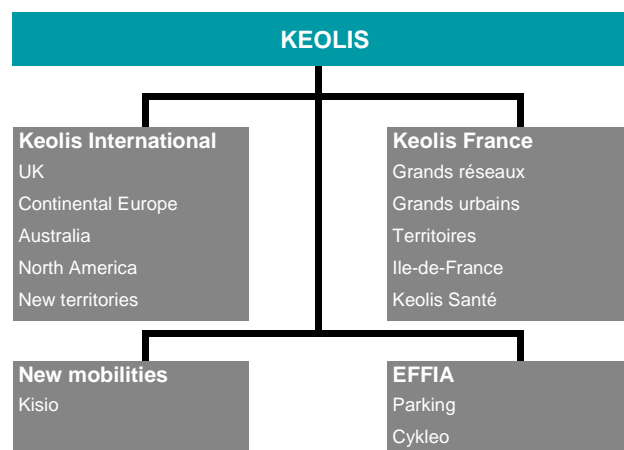 KEOLIS
Keolis International
UK
Continental Europe
Australia
North America
New territories
Keolis France
Grands réseaux
Grands urbains
Territoires
Ile-de-France
Keolis Santé
New mobilities
Kisio
EFFIA
Parking
Cykleo